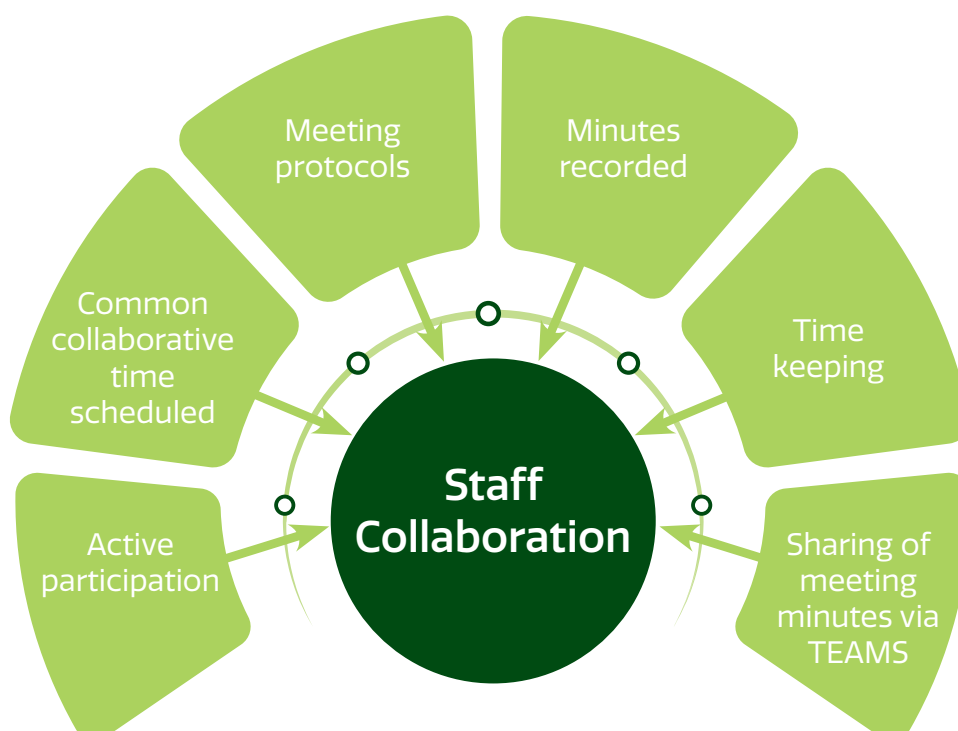 Meeting
protocols
Minutes
recorded
Common
collaborative
time
scheduled
Time
keeping
Staff
Collaboration
Active
participation
Sharing of
meeting
minutes via
TEAMS